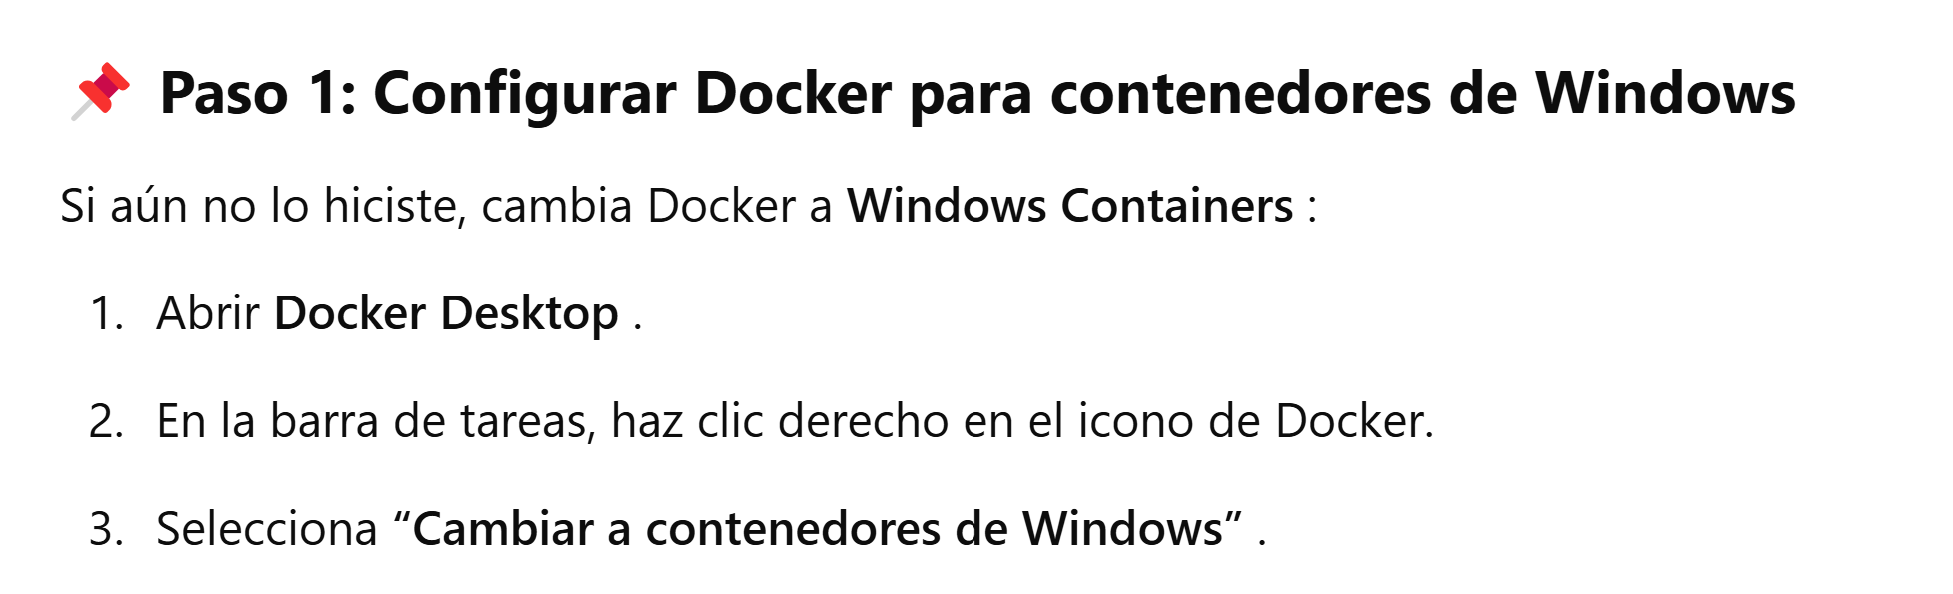 📌 Paso 1: Configurar Docker para contenedores de Windows
Si aún no lo hiciste, cambia Docker a Windows Containers :
1. Abrir Docker Desktop .
2. En la barra de tareas, haz clic derecho en el icono de Docker.
3. Selecciona “Cambiar a contenedores de Windows” .